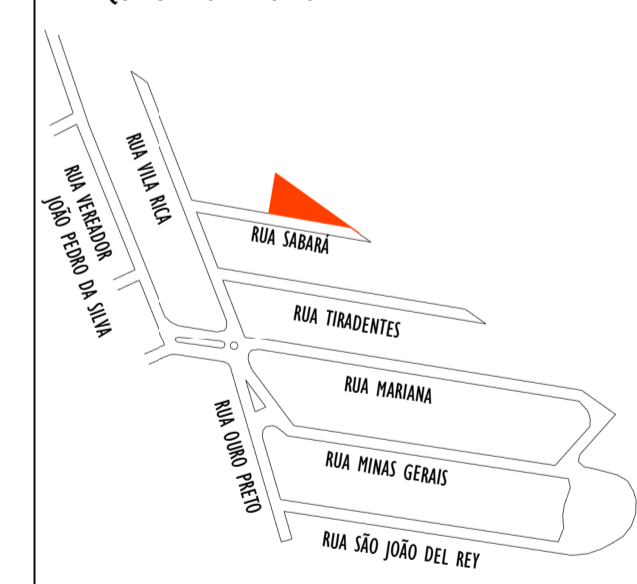 RUA VILA RICA
RUA VEREADOR
JOÃO PEDRO DA SILVA
RUA SABARÁ
RUA TIRADENTES
RUA MARIANA
RUA OURO PRETO
RUA MINAS GERAIS
RUA SÃO JOÃO DEL REY